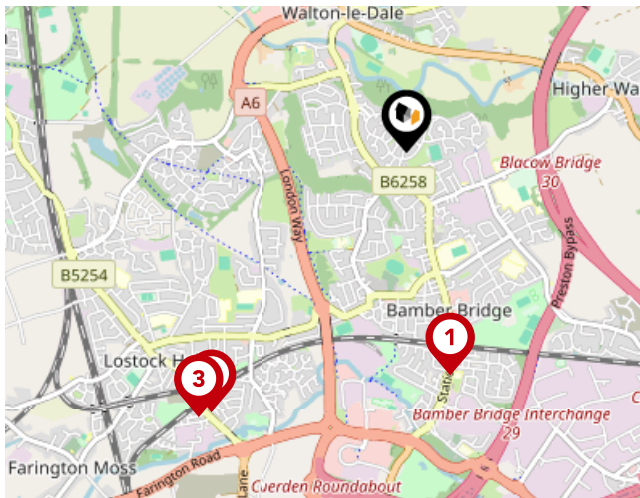 Walton-le-Dale
A6
Higher Wa
Blacow Bridge
30
B6258
London Way
Preston Bypass
B5254
Bamber Bridge
1
Lostock H
3
Stati
Bamber Bridge Interchange
29
Farington Moss
Farington Road
Lane
Cuerden Roundabout
C